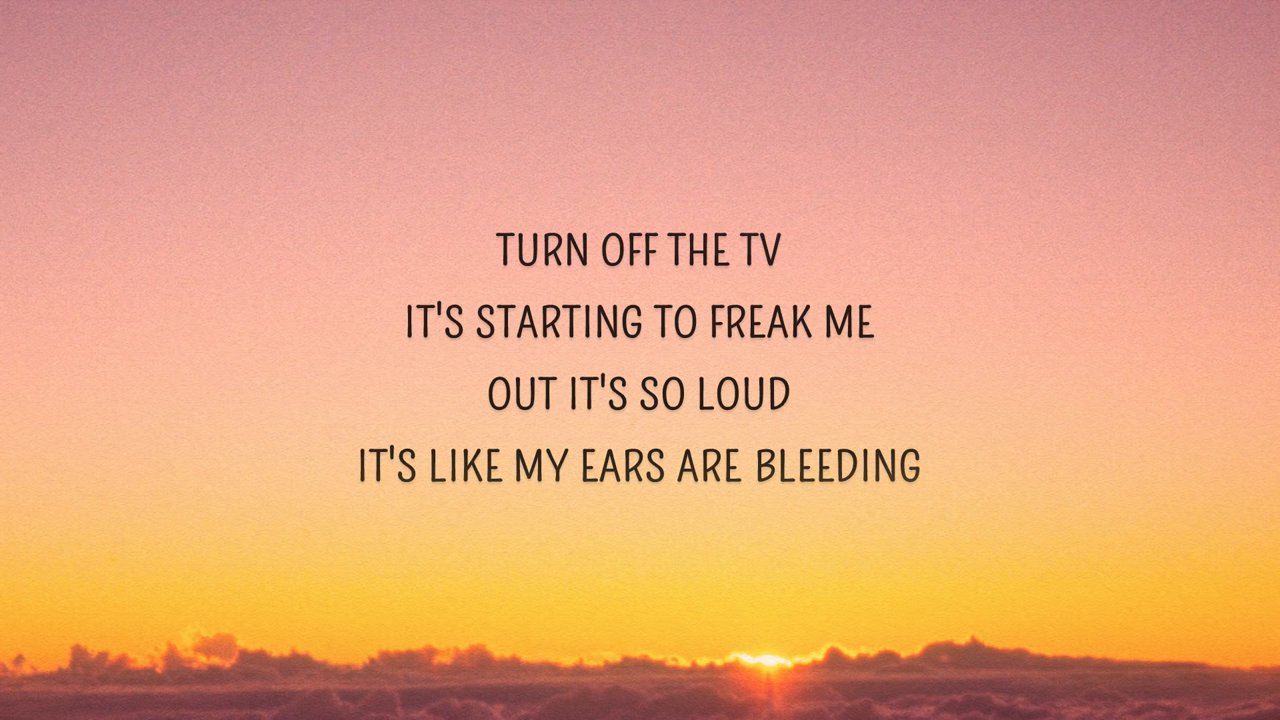 TURN OFF THE TV
IT'S STARTING TO FREAK ME
OUT IT'S SO LOUD
IT'S LIKE MY EARS ARE BLEEDING